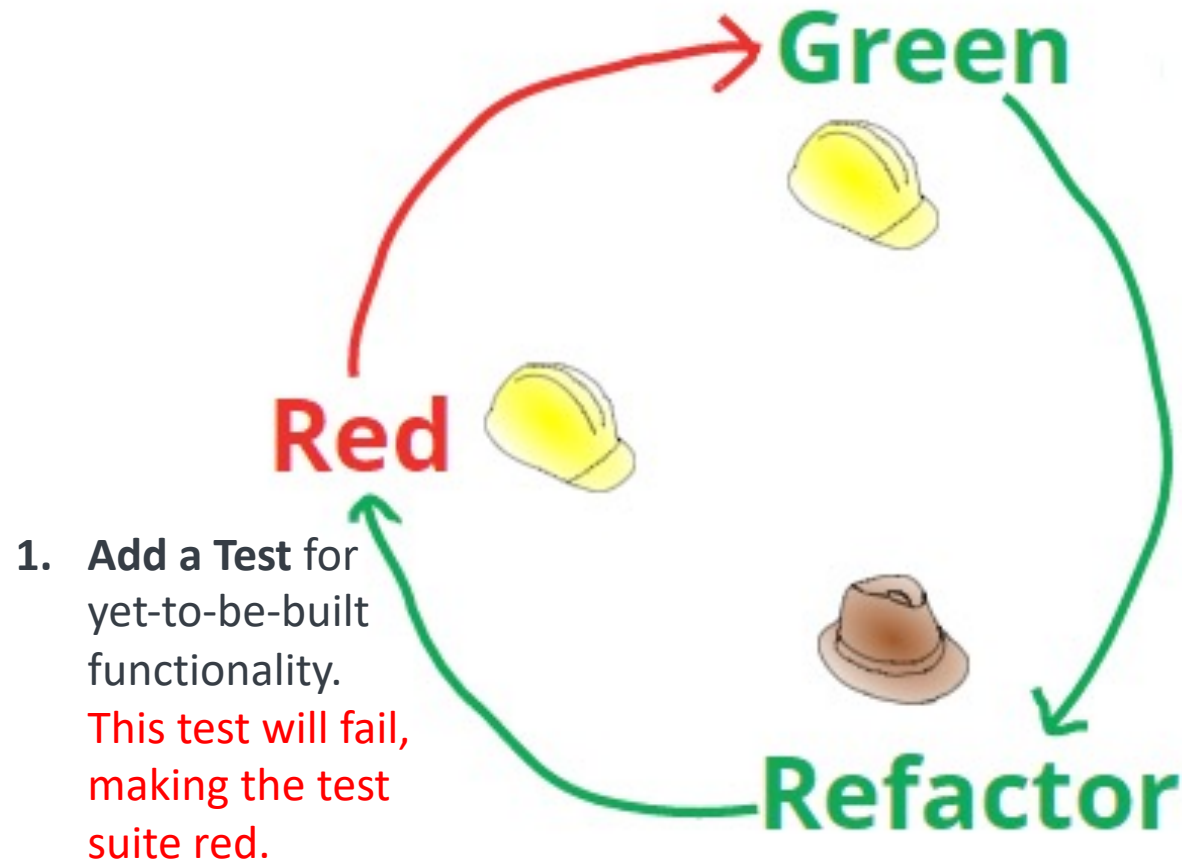 Green
Red
1. Add a Test for
yet-to-be-built
functionality.
This test will fail,
making the test
suite red.
Refactor